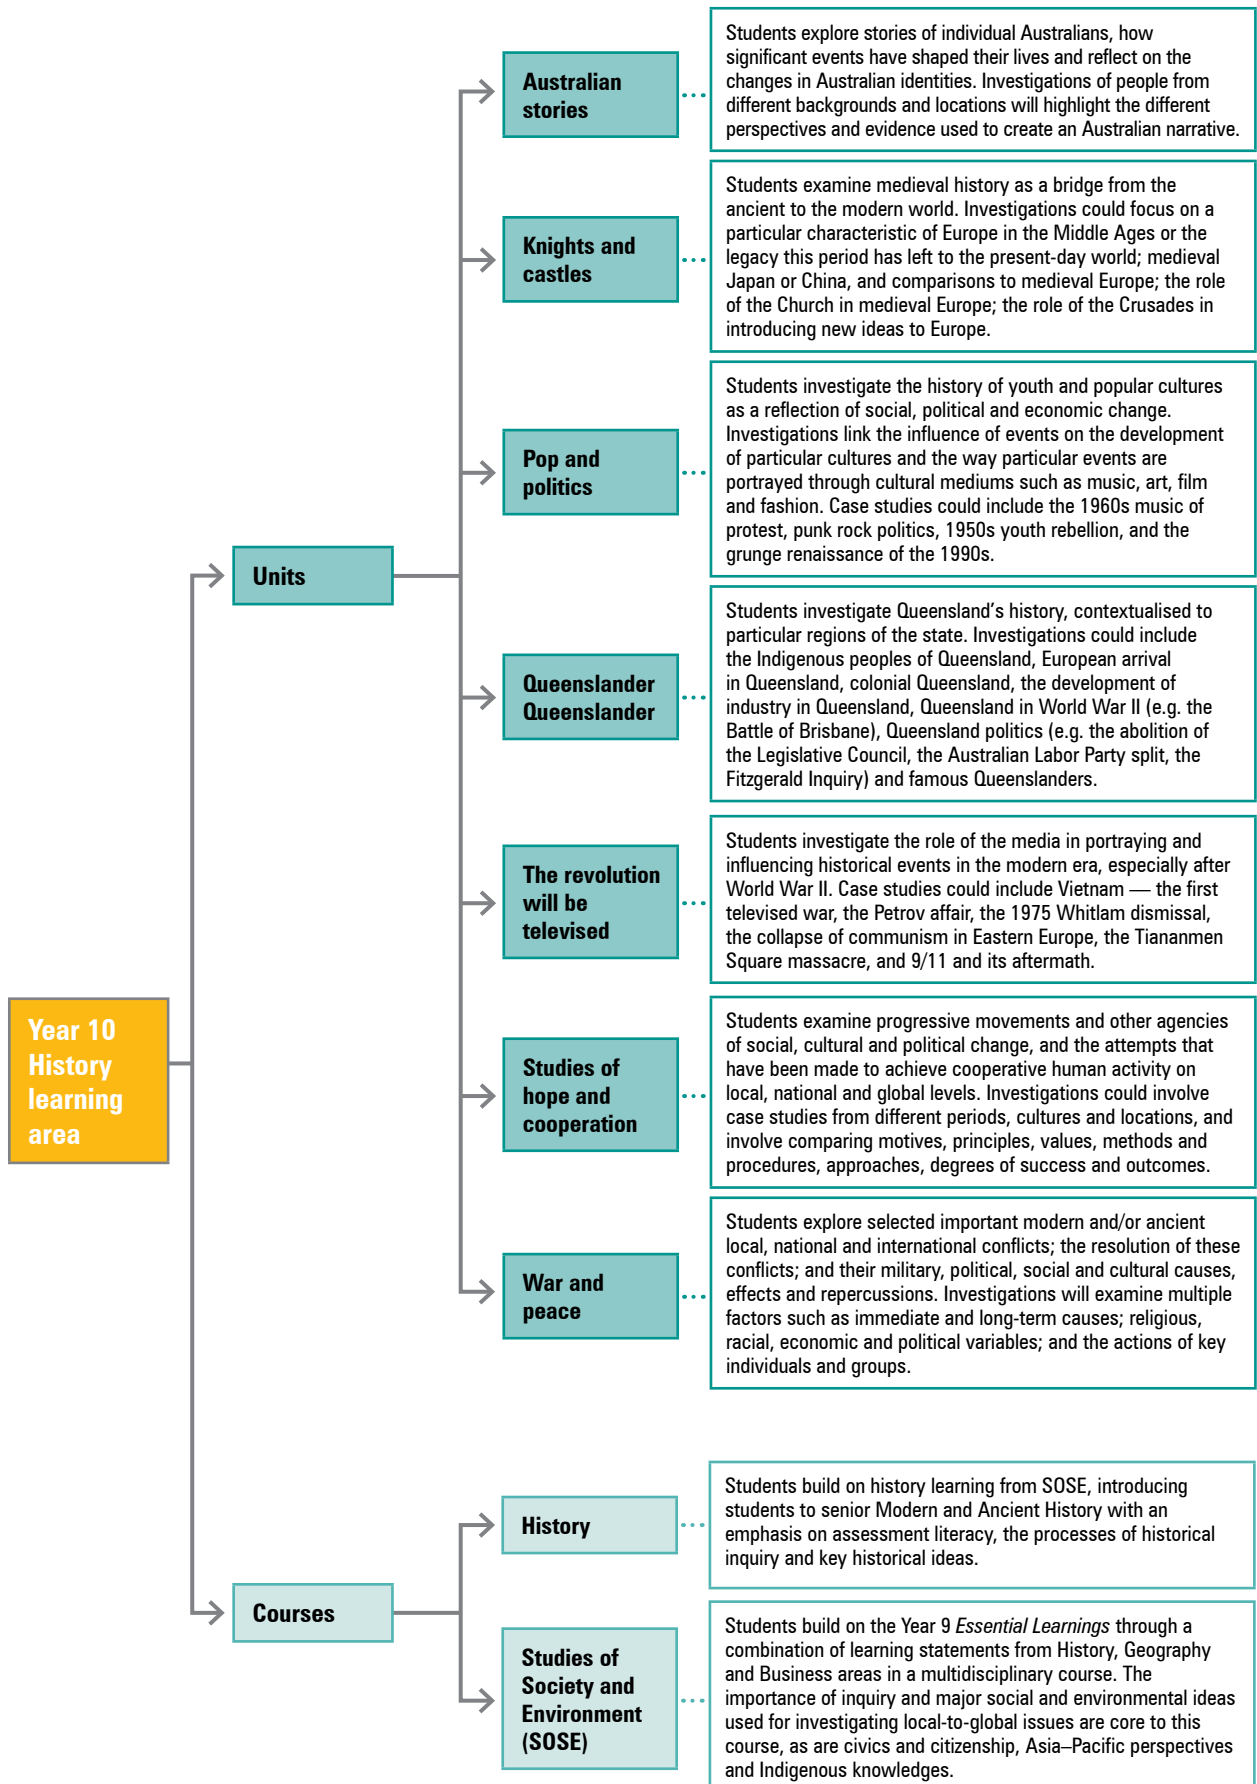 Year 10
History
learning
area
Units
Australian
stories
Students explore stories of individual Australians, how
significant events have shaped their lives and reflect on the
changes in Australian identities. Investigations of people from
different backgrounds and locations will highlight the different
perspectives and evidence used to create an Australian narrative.
Knights and
castles
Students examine medieval history as a bridge from the
ancient to the modern world. Investigations could focus on a
particular characteristic of Europe in the Middle Ages or the
legacy this period has left to the present-day world; medieval
Japan or China, and comparisons to medieval Europe; the role
of the Church in medieval Europe; the role of the Crusades in
introducing new ideas to Europe.
Pop and
politics
Students investigate the history of youth and popular cultures
as a reflection of social, political and economic change.
Investigations link the influence of events on the development
of particular cultures and the way particular events are
portrayed through cultural mediums such as music, art, film
and fashion. Case studies could include the 1960s music of
protest, punk rock politics, 1950s youth rebellion, and the
grunge renaissance of the 1990s.
Queenslander
Queenslander
Students investigate Queensland's history, contextualised to
particular regions of the state. Investigations could include
the Indigenous peoples of Queensland, European arrival
in Queensland, colonial Queensland, the development of
industry in Queensland, Queensland in World War II (e.g. the
Battle of Brisbane), Queensland politics (e.g. the abolition of
the Legislative Council, the Australian Labor Party split, the
Fitzgerald Inquiry) and famous Queenslanders.
The revolution
will be
televised
Students investigate the role of the media in portraying and
influencing historical events in the modern era, especially after
World War II. Case studies could include Vietnam — the first
televised war, the Petrov affair, the 1975 Whitlam dismissal,
the collapse of communism in Eastern Europe, the Tiananmen
Square massacre, and 9/11 and its aftermath.
Studies of
hope and
cooperation
Students examine progressive movements and other agencies
of social, cultural and political change, and the attempts that
have been made to achieve cooperative human activity on
local, national and global levels. Investigations could involve
case studies from different periods, cultures and locations, and
involve comparing motives, principles, values, methods and
procedures, approaches, degrees of success and outcomes.
War and
peace
Students explore selected important modern and/or ancient
local, national and international conflicts; the resolution of these
conflicts; and their military, political, social and cultural causes,
effects and repercussions. Investigations will examine multiple
factors such as immediate and long-term causes; religious,
racial, economic and political variables; and the actions of key
individuals and groups.
Courses
History
Students build on history learning from SOSE, introducing
students to senior Modern and Ancient History with an
emphasis on assessment literacy, the processes of historical
inquiry and key historical ideas.
Studies of
Society and
Environment
(SOSE)
Students build on the Year 9 Essential Learnings through a
combination of learning statements from History, Geography
and Business areas in a multidisciplinary course. The
importance of inquiry and major social and environmental ideas
used for investigating local-to-global issues are core to this
course, as are civics and citizenship, Asia–Pacific perspectives
and Indigenous knowledges.